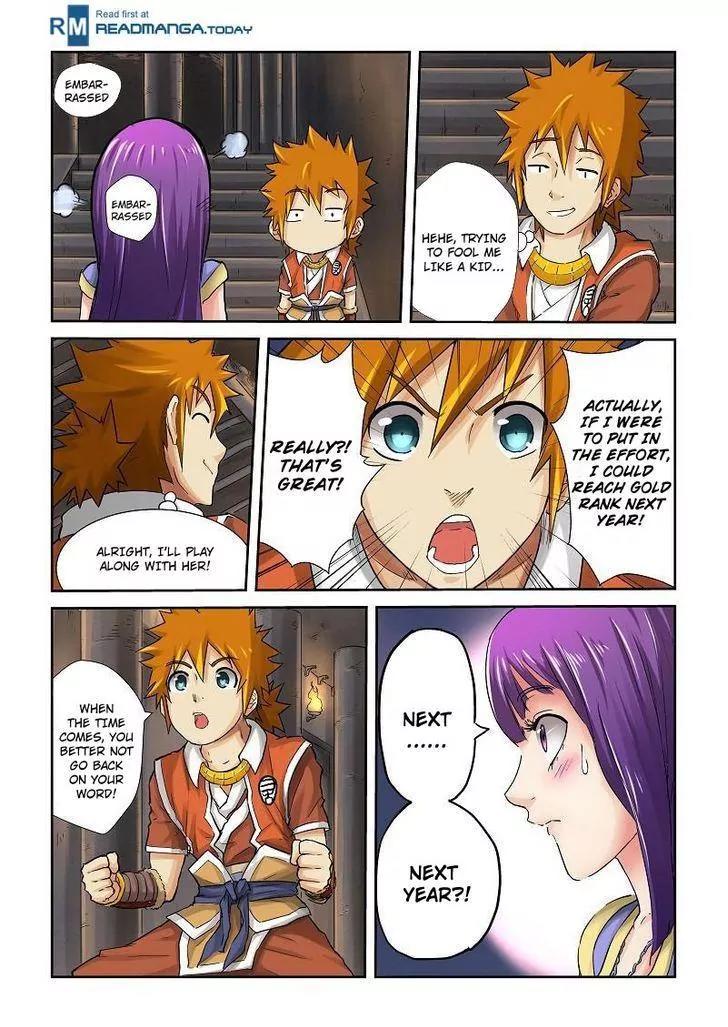 RM
Read first at
READMANGA.TODAY
EMBAR-
RASSED
EMBAR-
RASSED
HEHE, TRYING
TO FOOL ME
LIKE A KID...
ALRIGHT, I'LL PLAY
ALONG WITH HER!
REALLY?!
THAT'S
GREAT!
ACTUALLY,
IF I WERE
TO PUT IN
THE EFFORT,
I COULD
REACH GOLD
RANK NEXT
YEAR!
WHEN
THE TIME
COMES, YOU
BETTER NOT
GO BACK
ON YOUR
WORD!
NEXT
......
NEXT
YEAR?!